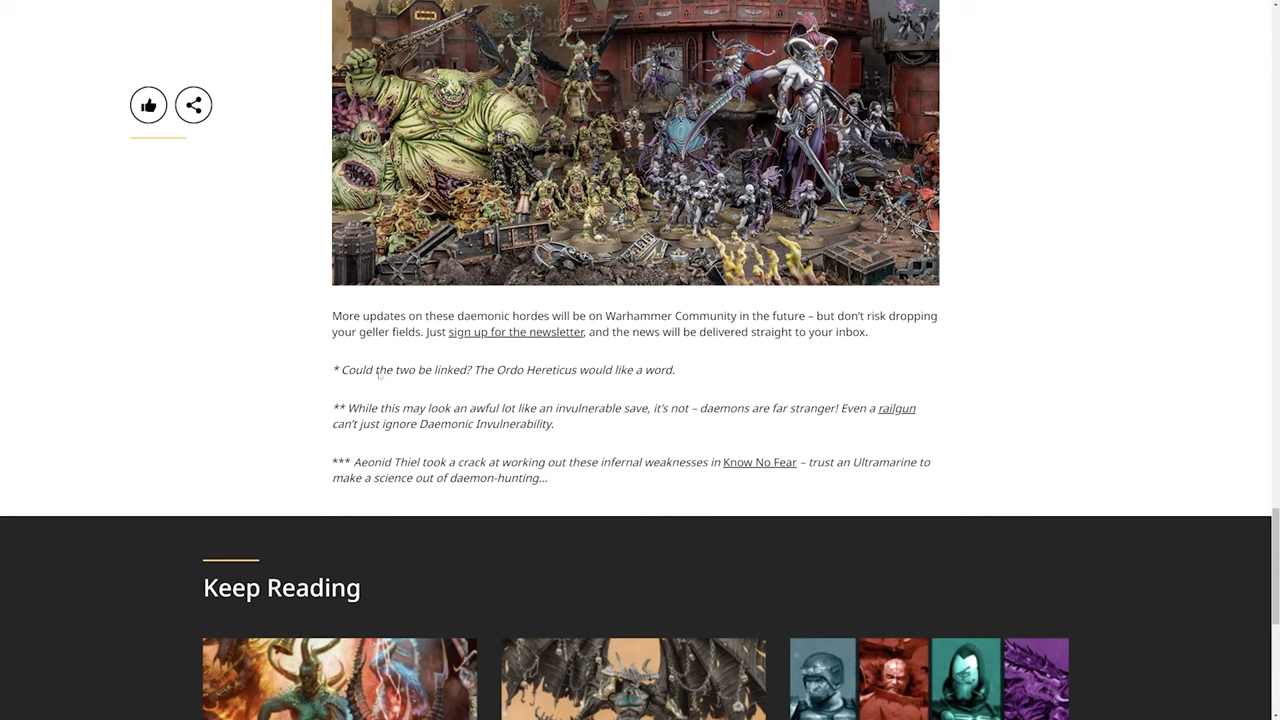 More updates on these daemonic hordes will be on Warhammer Community in the future – but don’t risk dropping
your geller fields. Just sign up for the newsletter, and the news will be delivered straight to your inbox.
* Could the two be linked? The Ordo Hereticus would like a word.
** While this may look an awful lot like an invulnerable save, it’s not – daemons are far stranger! Even a railgun
can’t just ignore Daemonic Invulnerability.
*** Aeonid Thiel took a crack at working out these infernal weaknesses in Know No Fear – trust an Ultramarine to
make a science out of daemon-hunting…
Keep Reading